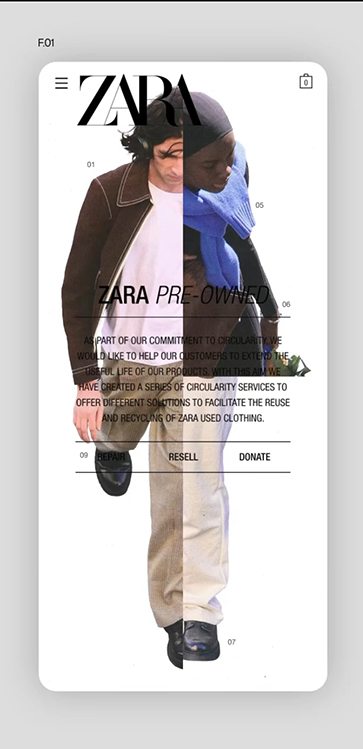 F.01
ZARA
0
01
05
ZARA PRE-OWNED
06
AS PART OF OUR COMMITMENT TO CIRCULARITY, WE
WOULD LIKE TO HELP OUR CUSTOMERS TO EXTEND THE
USEFUL LIFE OF OUR PRODUCTS. WITH THIS AIM WE
HAVE CREATED A SERIES OF CIRCULARITY SERVICES TO
OFFER DIFFERENT SOLUTIONS TO FACILITATE THE REUSE
AND RECYCLING OF ZARA USED CLOTHING.
09 REPAIR RESELL DONATE
07